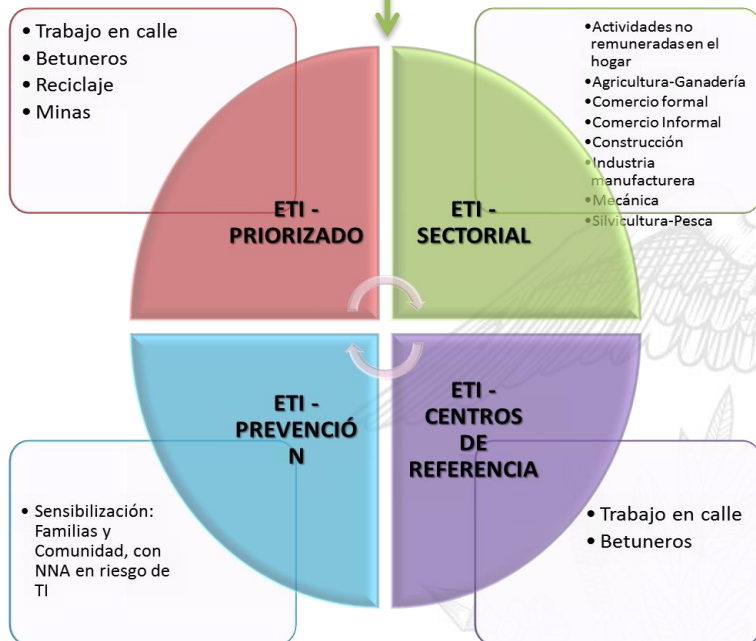 • Trabajo en calle
• Betuneros
• Reciclaje
• Minas
•Actividades no
remuneradas en el
hogar
•Agricultura-Ganadería
•Comercio formal
•Comercio Informal
•Construcción
•Industria
manufacturera
•Mecánica
•Silvicultura-Pesca
ETI -
PRIORIZADO
ETI -
SECTORIAL
ETI -
PREVENCIÓ
N
ETI -
CENTROS
DE
REFERENCIA
• Sensibilización:
Familias y
Comunidad, con
NNA en riesgo de
TI
• Trabajo en calle
• Betuneros